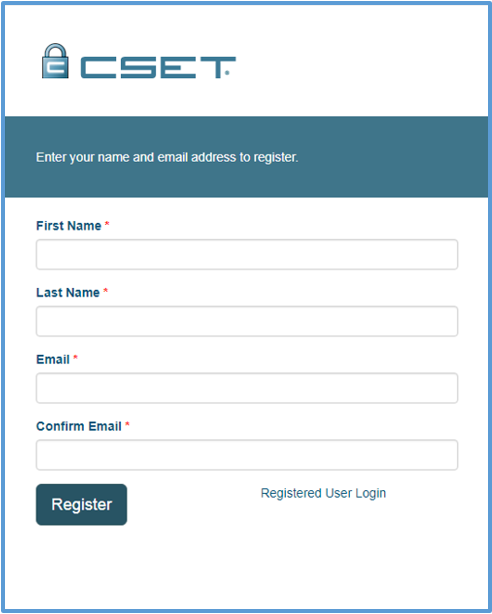 CSET®
Enter your name and email address to register.
First Name *
Last Name *
Email *
Confirm Email *
Register
Registered User Login